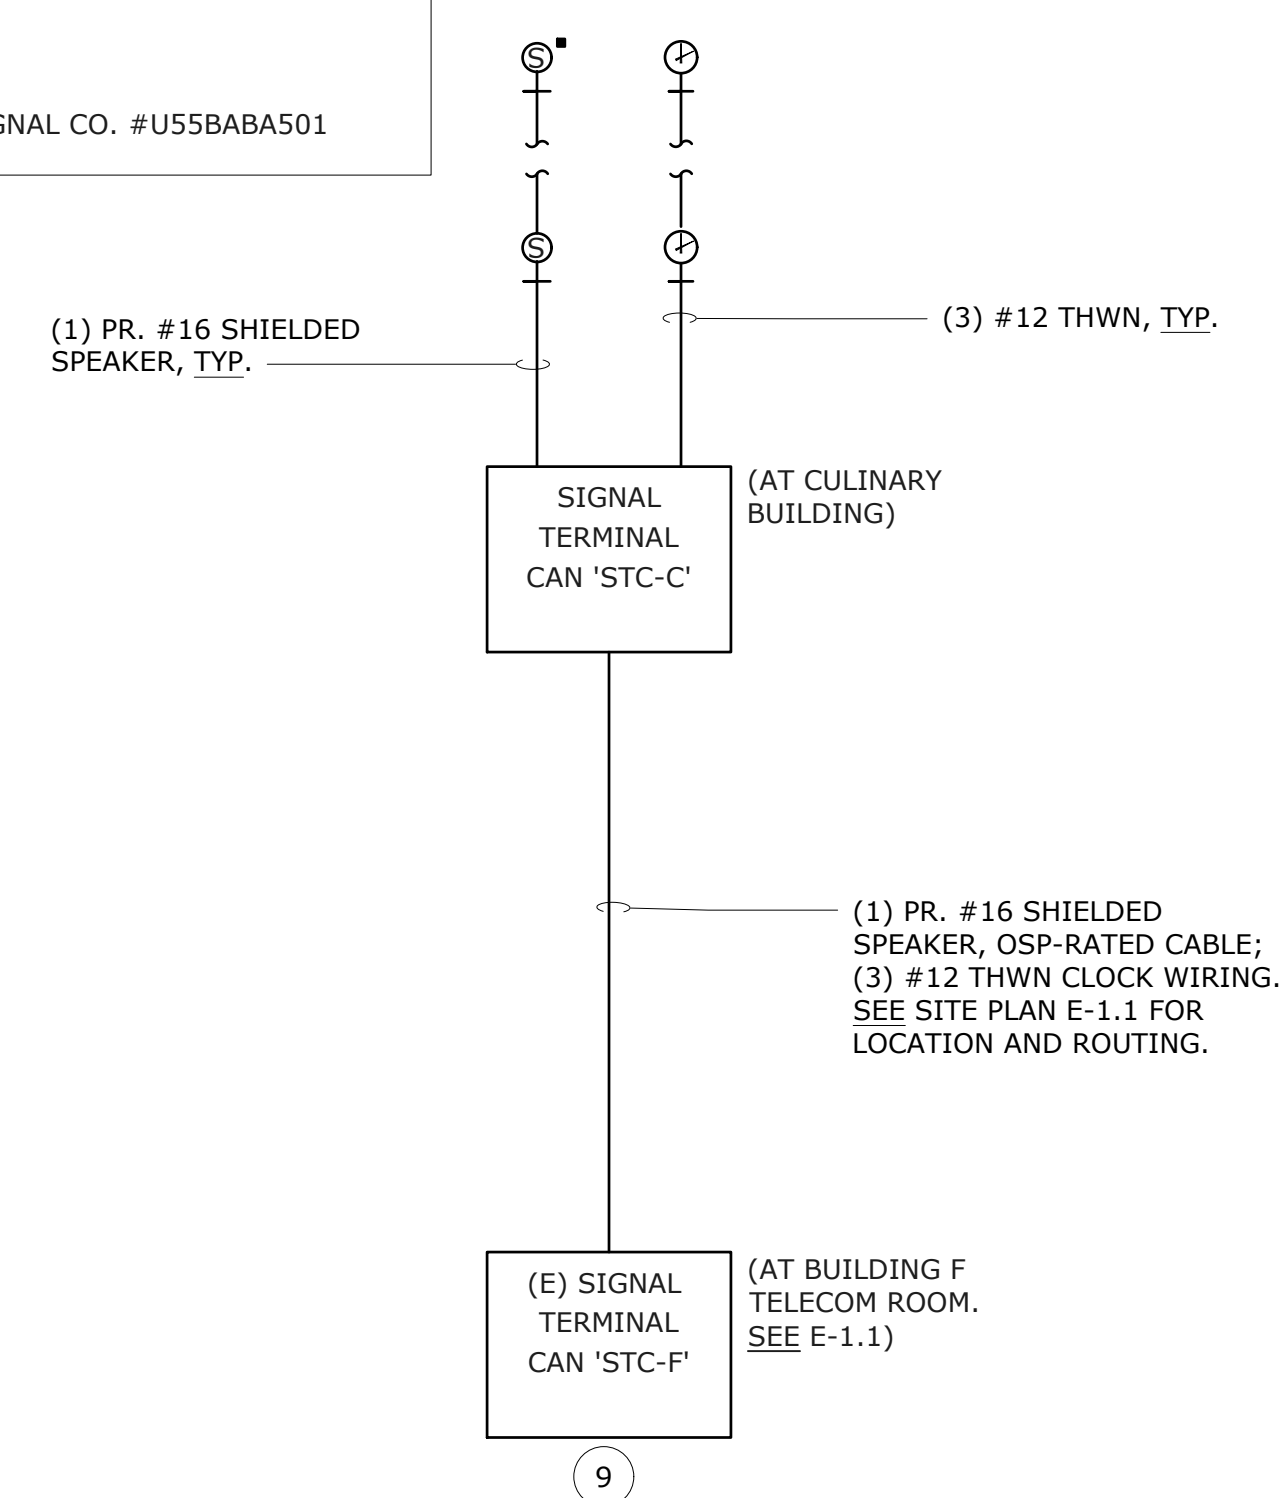 CO. #U55BABA501
S
S
(1) PR. #16 SHIELDED
SPEAKER, TYP.
(3) #12 THWN, TYP.
SIGNAL
TERMINAL
CAN 'STC-C'
(AT CULINARY
BUILDING)
(1) PR. #16 SHIELDED
SPEAKER, OSP-RATED CABLE;
(3) #12 THWN CLOCK WIRING.
SEE SITE PLAN E-1.1 FOR
LOCATION AND ROUTING.
(E) SIGNAL
TERMINAL
CAN 'STC-F'
(AT BUILDING F
TELECOM ROOM.
SEE E-1.1)
9